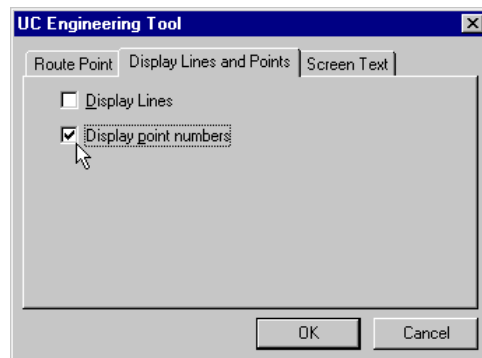 UC Engineering Tool
Route Point Display Lines and Points Screen Text
Display Lines
Display point numbers
OK Cancel